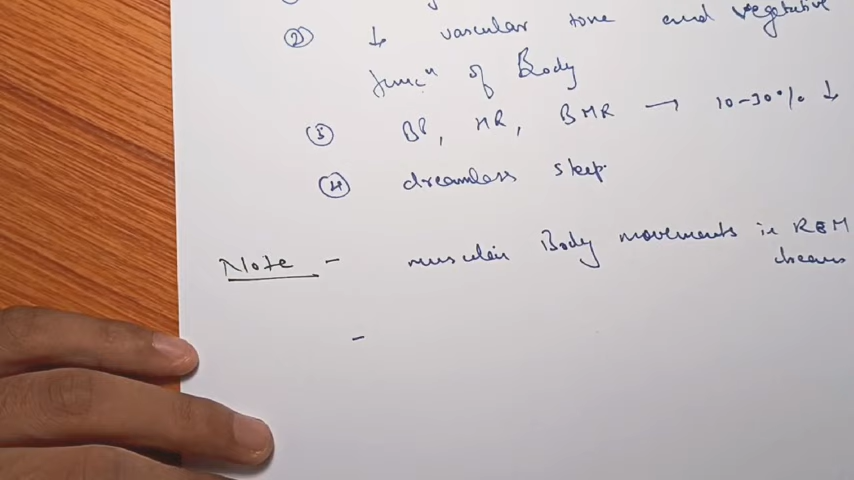 ② ↓ vascular tone and vegetative
funcⁿ of Body
③ BP, HR, BMR → 10-30% ↓
④ dreamless sleep.
Note - muscular Body movements in REM
dreams
-